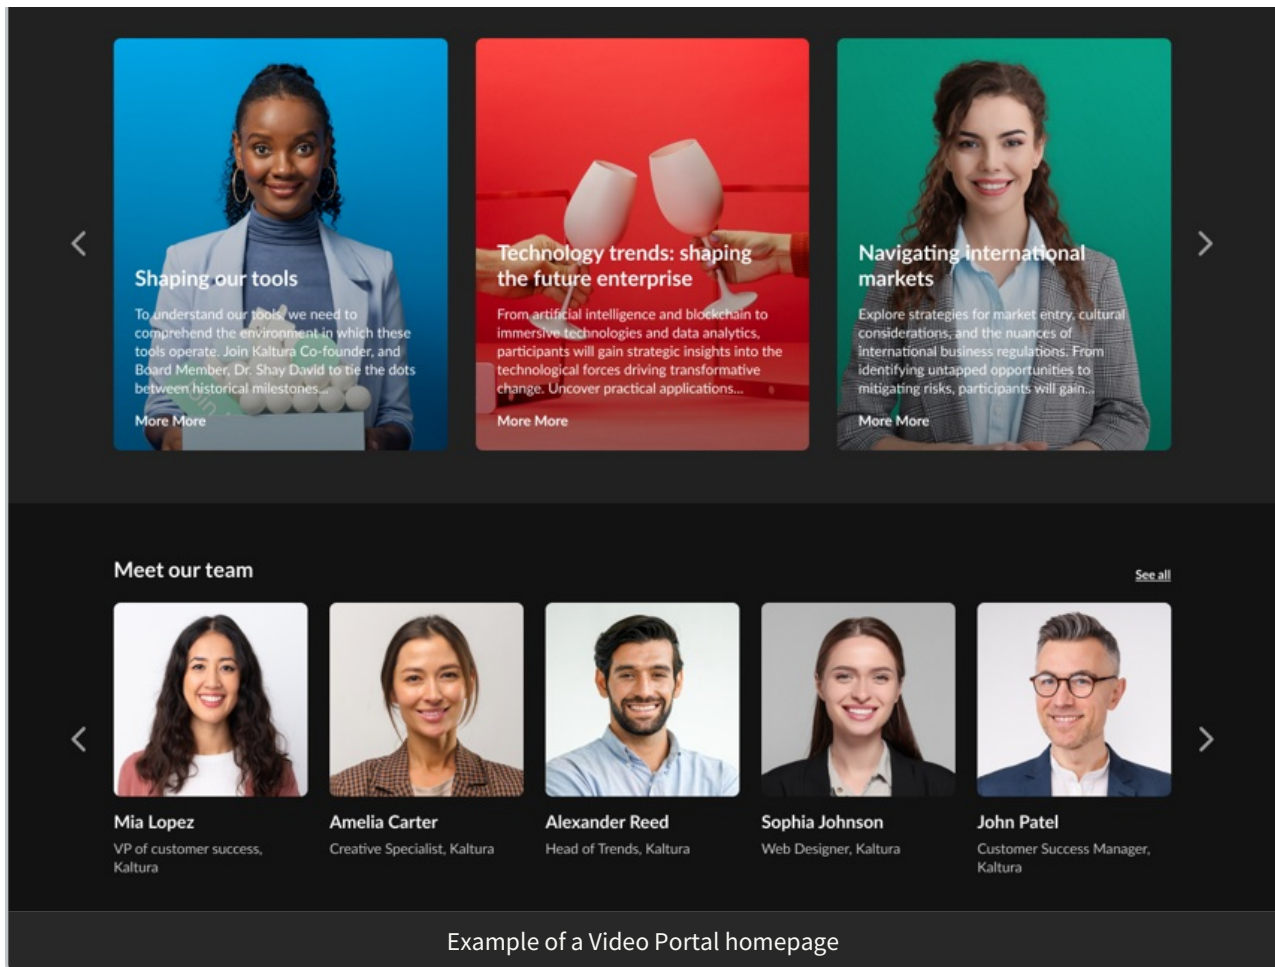 Shaping our tools
To understand our tools, we need to
comprehend the environment in which these
tools operate. Join Kaltura Co-founder, and
Board Member, Dr. Shay David to tie the dots
between historical milestones...
More More
Technology trends: shaping
the future enterprise
From artificial intelligence and blockchain to
immersive technologies and data analytics,
participants will gain strategic insights into the
technological forces driving transformative
change. Uncover practical applications...
More More
Navigating international
markets
Explore strategies for market entry, cultural
considerations, and the nuances of
international business regulations. From
identifying untapped opportunities to
mitigating risks, participants will gain...
More More
Meet our team
See all
Mia Lopez
VP of customer success,
Kaltura
Amelia Carter
Creative Specialist, Kaltura
Alexander Reed
Head of Trends, Kaltura
Sophia Johnson
Web Designer, Kaltura
John Patel
Customer Success Manager,
Kaltura
Example of a Video Portal homepage